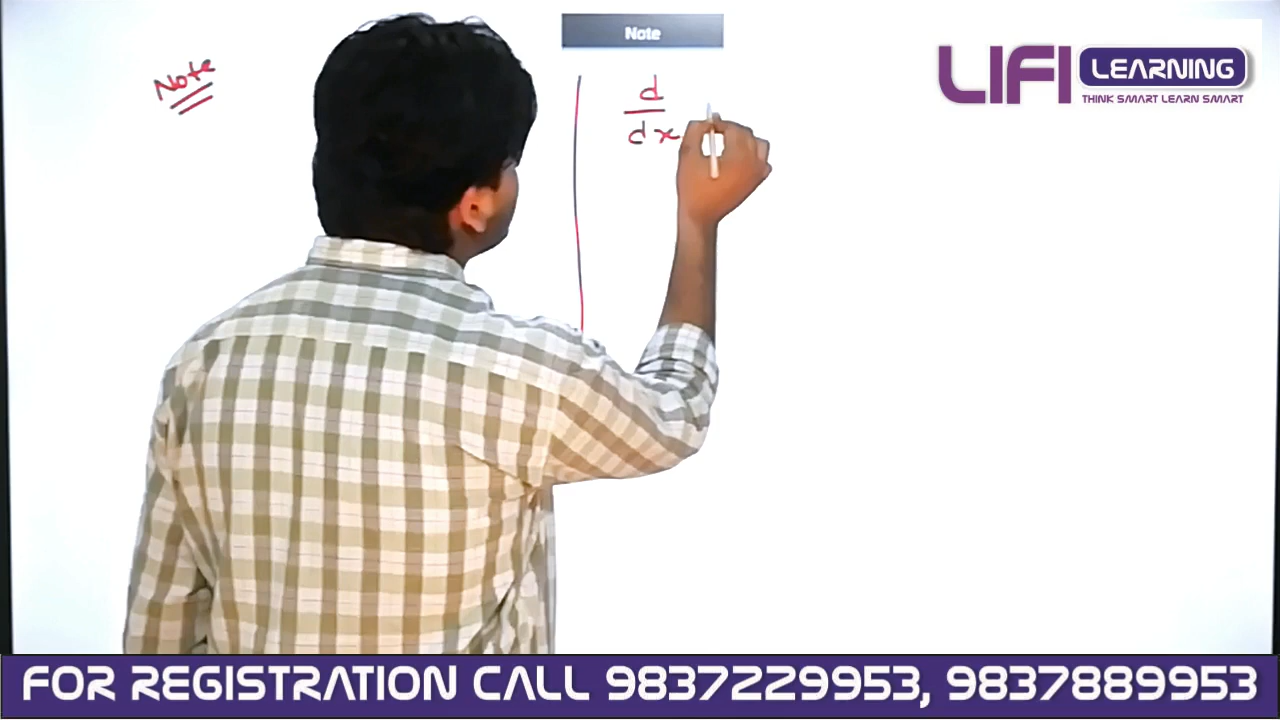 Note
Note
d
dx
LIFI LEARNING
THINK SMART LEARN SMART
FOR REGISTRATION CALL 9837229953, 9837889953